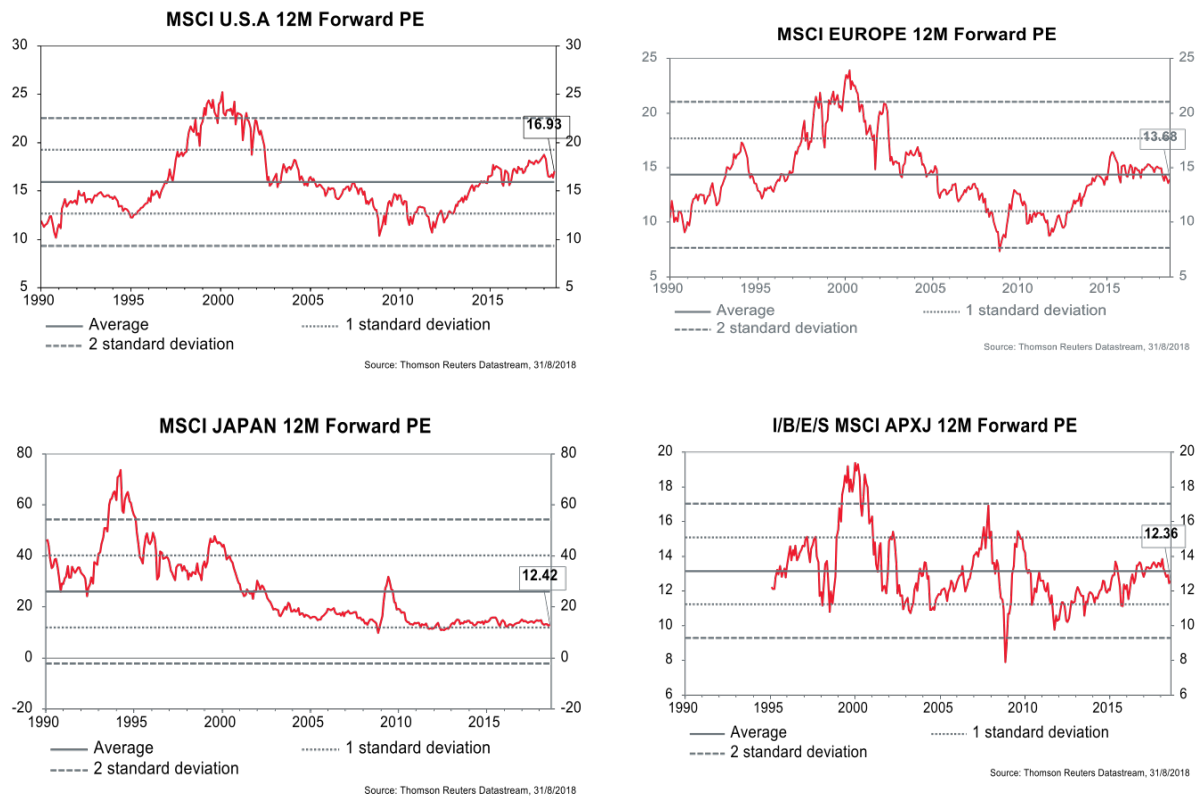 MSCI U.S.A 12M Forward PE
30 30
25 25
16.93
20 20
15 15
10 10
5 5
1990 1995 2000 2005 2010 2015
Average 1 standard deviation
2 standard deviation
Source: Thomson Reuters Datastream, 31/8/2018
MSCI EUROPE 12M Forward PE
25 25
20 20
13.68
15 15
10 10
5 5
1990 1995 2000 2005 2010 2015
Average 1 standard deviation
2 standard deviation
Source: Thomson Reuters Datastream, 31/8/2018
MSCI JAPAN 12M Forward PE
80 80
60 60
40 40
12.42
20 20
0 0
-20 -20
1990 1995 2000 2005 2010 2015
Average 1 standard deviation
2 standard deviation
Source: Thomson Reuters Datastream, 31/8/2018
I/B/E/S MSCI APXJ 12M Forward PE
20 20
18 18
16 16
12.36
14 14
12 12
10 10
8 8
6 6
1990 1995 2000 2005 2010 2015
Average 1 standard deviation
2 standard deviation
Source: Thomson Reuters Datastream, 31/8/2018